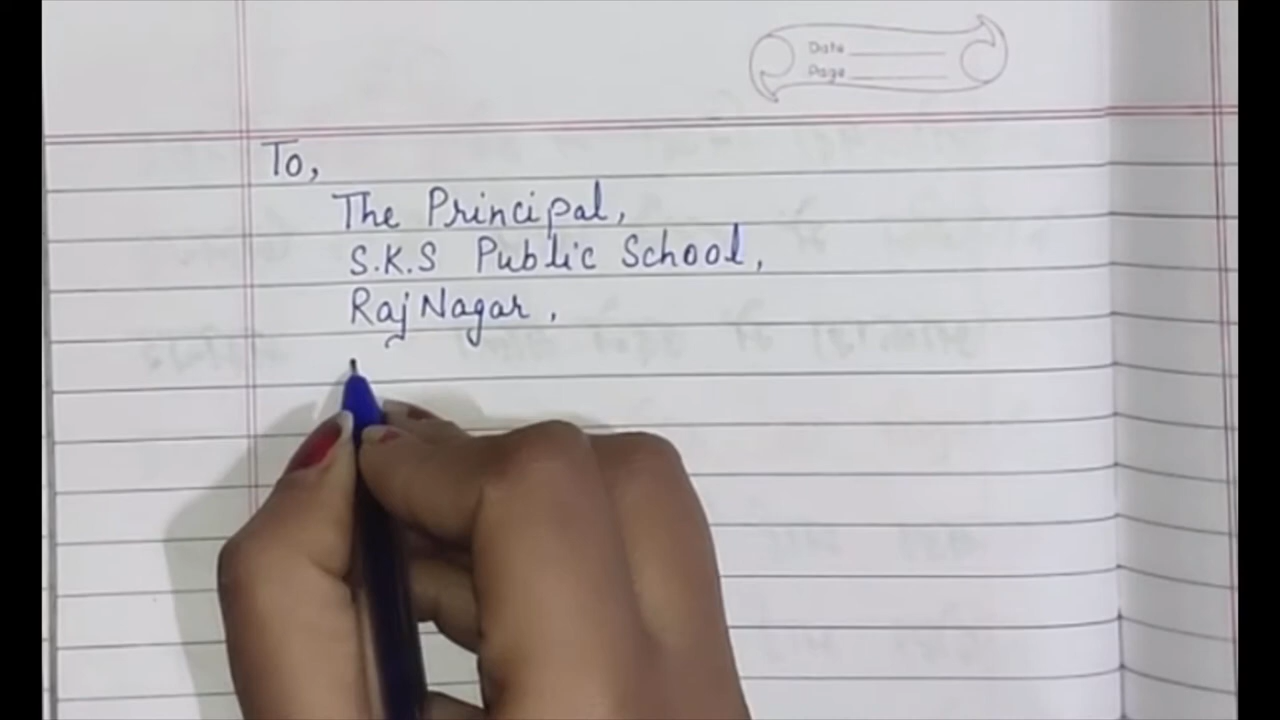 Date
Page
To,
The Principal,
S.K.S Public School,
Raj Nagar,